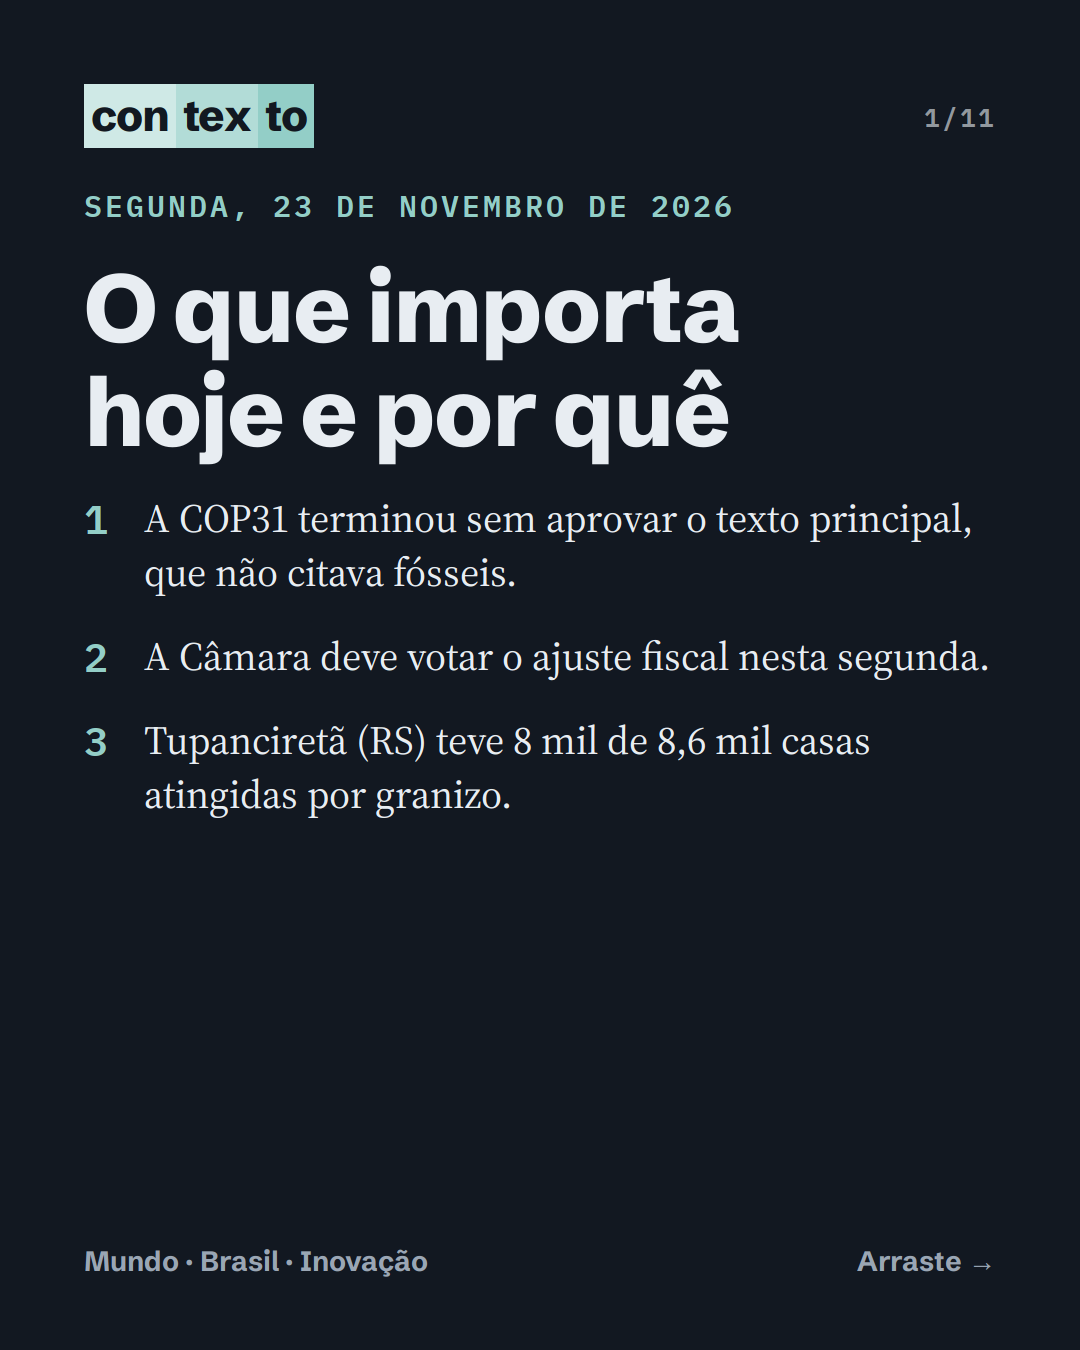 con tex to
1/11
SEGUNDA, 23 DE NOVEMBRO DE 2026
O que importa
hoje e por quê
1 A COP31 terminou sem aprovar o texto principal,
que não citava fósseis.
2 A Câmara deve votar o ajuste fiscal nesta segunda.
3 Tupanciretã (RS) teve 8 mil de 8,6 mil casas
atingidas por granizo.
Mundo · Brasil · Inovação
Arraste →